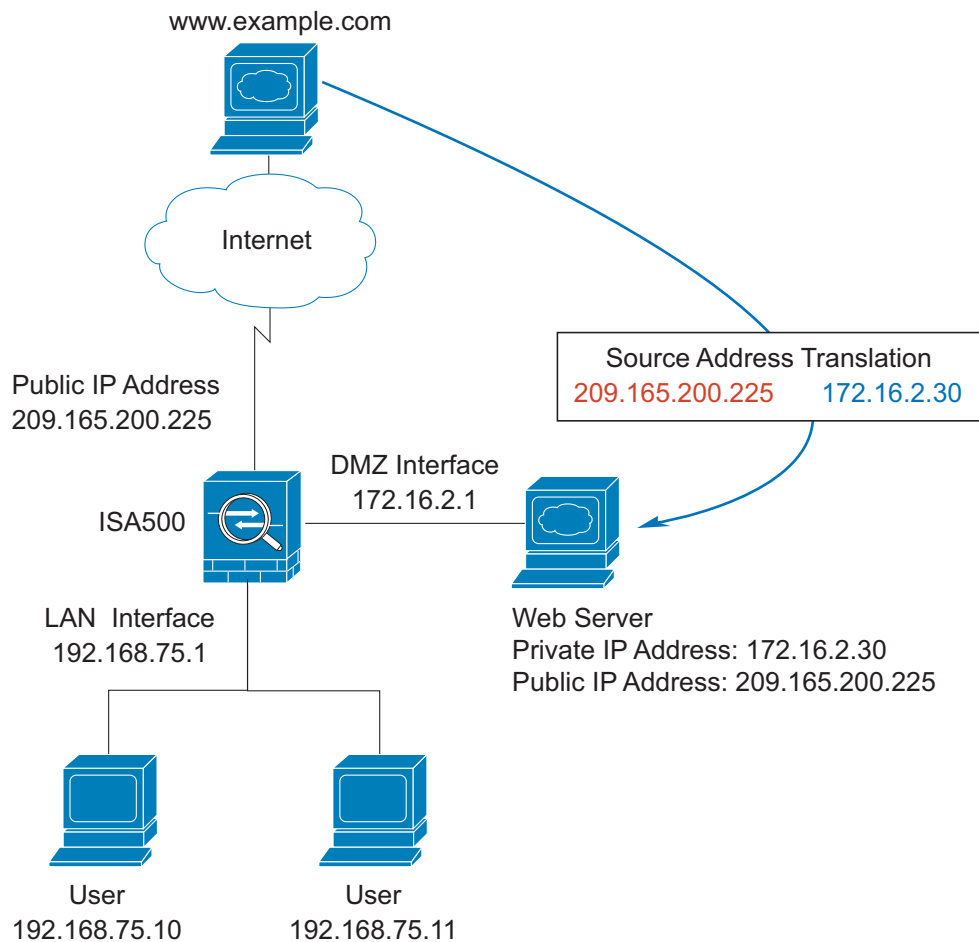 www.example.com
Internet
Public IP Address
209.165.200.225
Source Address Translation
209.165.200.225 172.16.2.30
DMZ Interface
172.16.2.1
ISA500
LAN Interface
192.168.75.1
Web Server
Private IP Address: 172.16.2.30
Public IP Address: 209.165.200.225
User
192.168.75.10
User
192.168.75.11